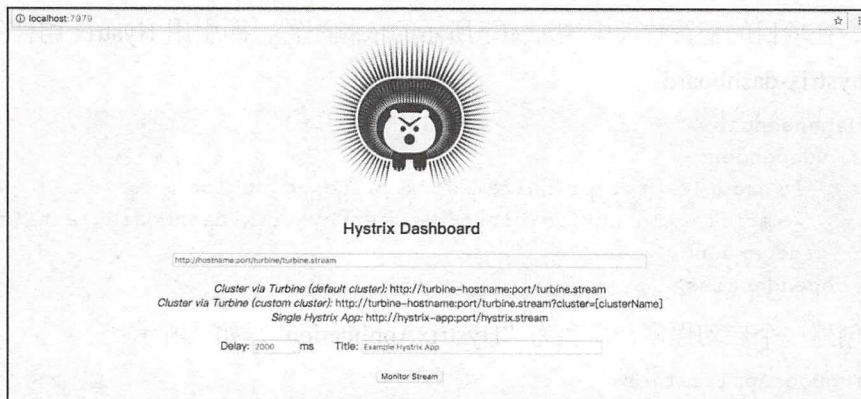 localhost:7979
Hystrix Dashboard
http://hostname:port/turbine/turbine.stream
Cluster via Turbine (default cluster): http://turbine-hostname:port/turbine.stream
Cluster via Turbine (custom cluster): http://turbine-hostname:port/turbine.stream?cluster=[clusterName]
Single Hystrix App: http://hystrix-app:port/hystrix.stream
Delay: 2000 ms Title: Example Hystrix App
Monitor Stream